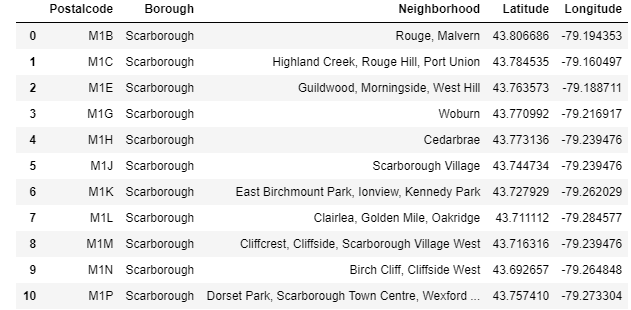 Postalcode Borough Neighborhood Latitude Longitude
0 M1B Scarborough Rouge, Malvern 43.806686 -79.194353
1 M1C Scarborough Highland Creek, Rouge Hill, Port Union 43.784535 -79.160497
2 M1E Scarborough Guildwood, Morningside, West Hill 43.763573 -79.188711
3 M1G Scarborough Woburn 43.770992 -79.216917
4 M1H Scarborough Cedarbrae 43.773136 -79.239476
5 M1J Scarborough Scarborough Village 43.744734 -79.239476
6 M1K Scarborough East Birchmount Park, Ionview, Kennedy Park 43.727929 -79.262029
7 M1L Scarborough Clairlea, Golden Mile, Oakridge 43.711112 -79.284577
8 M1M Scarborough Cliffcrest, Cliffside, Scarborough Village West 43.716316 -79.239476
9 M1N Scarborough Birch Cliff, Cliffside West 43.692657 -79.264848
10 M1P Scarborough Dorset Park, Scarborough Town Centre, Wexford ... 43.757410 -79.273304